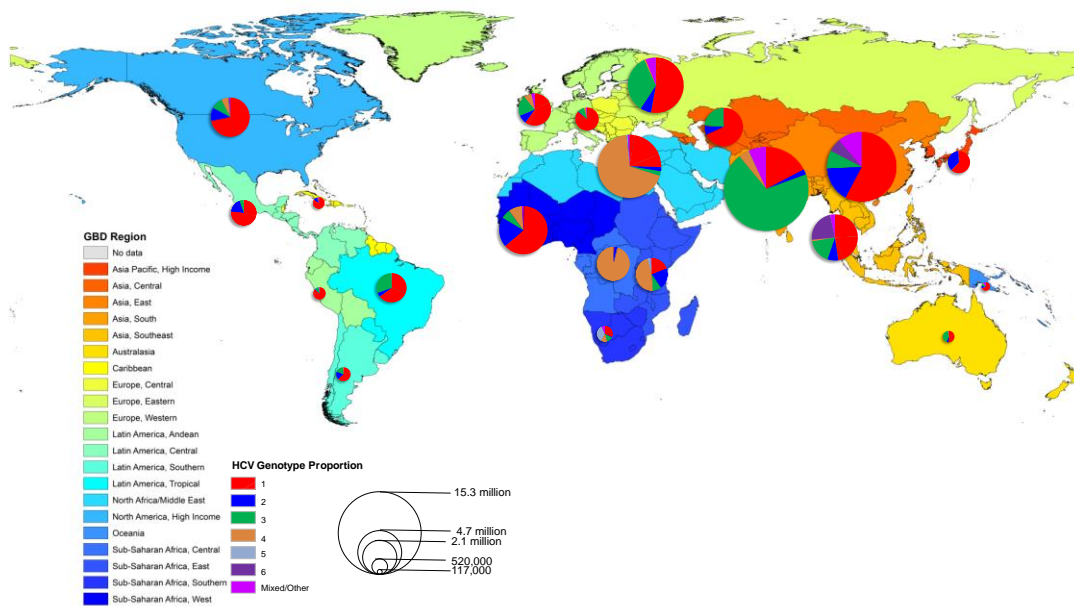 GBD Region
No data
Asia Pacific, High Income
Asia, Central
Asia, East
Asia, South
Asia, Southeast
Australasia
Caribbean
Europe, Central
Europe, Eastern
Europe, Western
Latin America, Andean
Latin America, Central
Latin America, Southern
Latin America, Tropical
North Africa/Middle East
North America, High Income
Oceania
Sub-Saharan Africa, Central
Sub-Saharan Africa, East
Sub-Saharan Africa, Southern
Sub-Saharan Africa, West
HCV Genotype Proportion
1
2
3
4
5
6
Mixed/Other
15.3 million
4.7 million
2.1 million
520,000
117,000